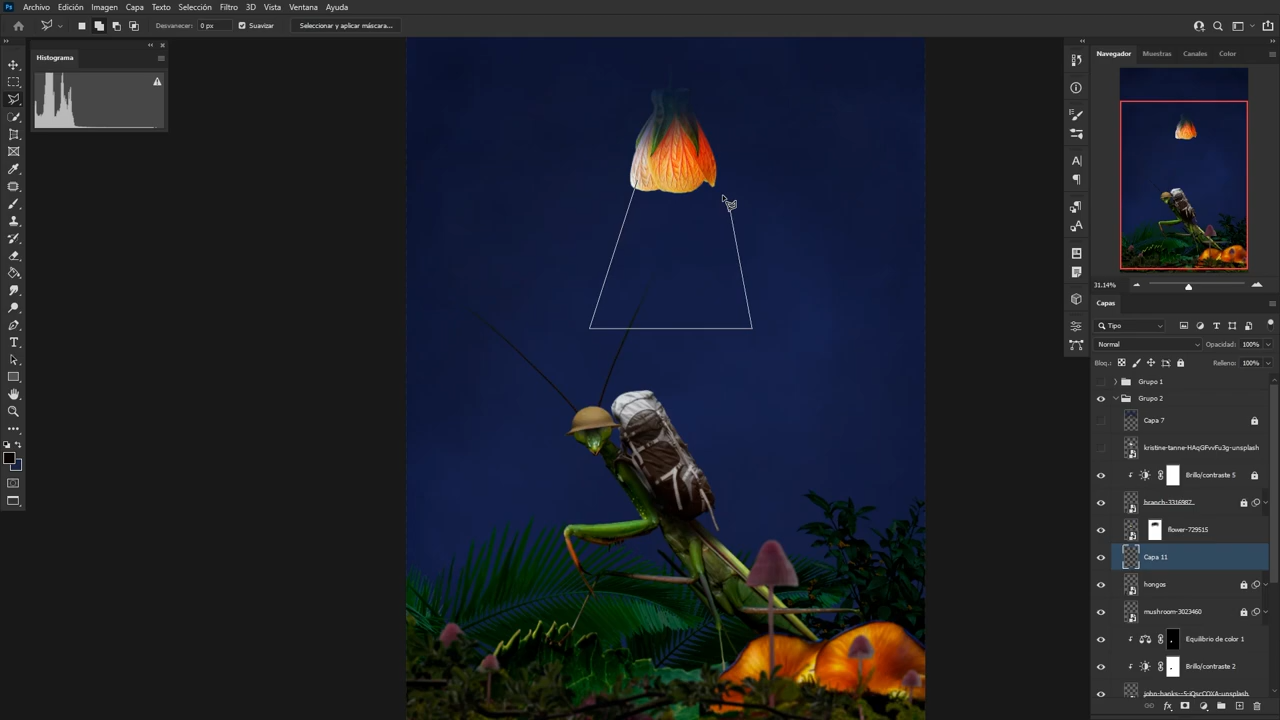 Ps Archivo Edición Imagen Capa Texto Selección Filtro 3D Vista Ventana Ayuda
Desvanecer: 0 px Suavizar Seleccionar y aplicar máscara...
Histograma
Navegador Muestras Canales Color
31.14%
Capas
Tipo
Normal Opacidad: 100%
Bloq.: Relleno: 100%
Grupo 1
Grupo 2
Capa 7
kristine-tanne-HAqGFvvFu3g-unsplash
Brillo/contraste 5
branch-3316987_
flower-729515
Capa 11
hongos
mushroom-3023460
Equilibrio de color 1
Brillo/contraste 2